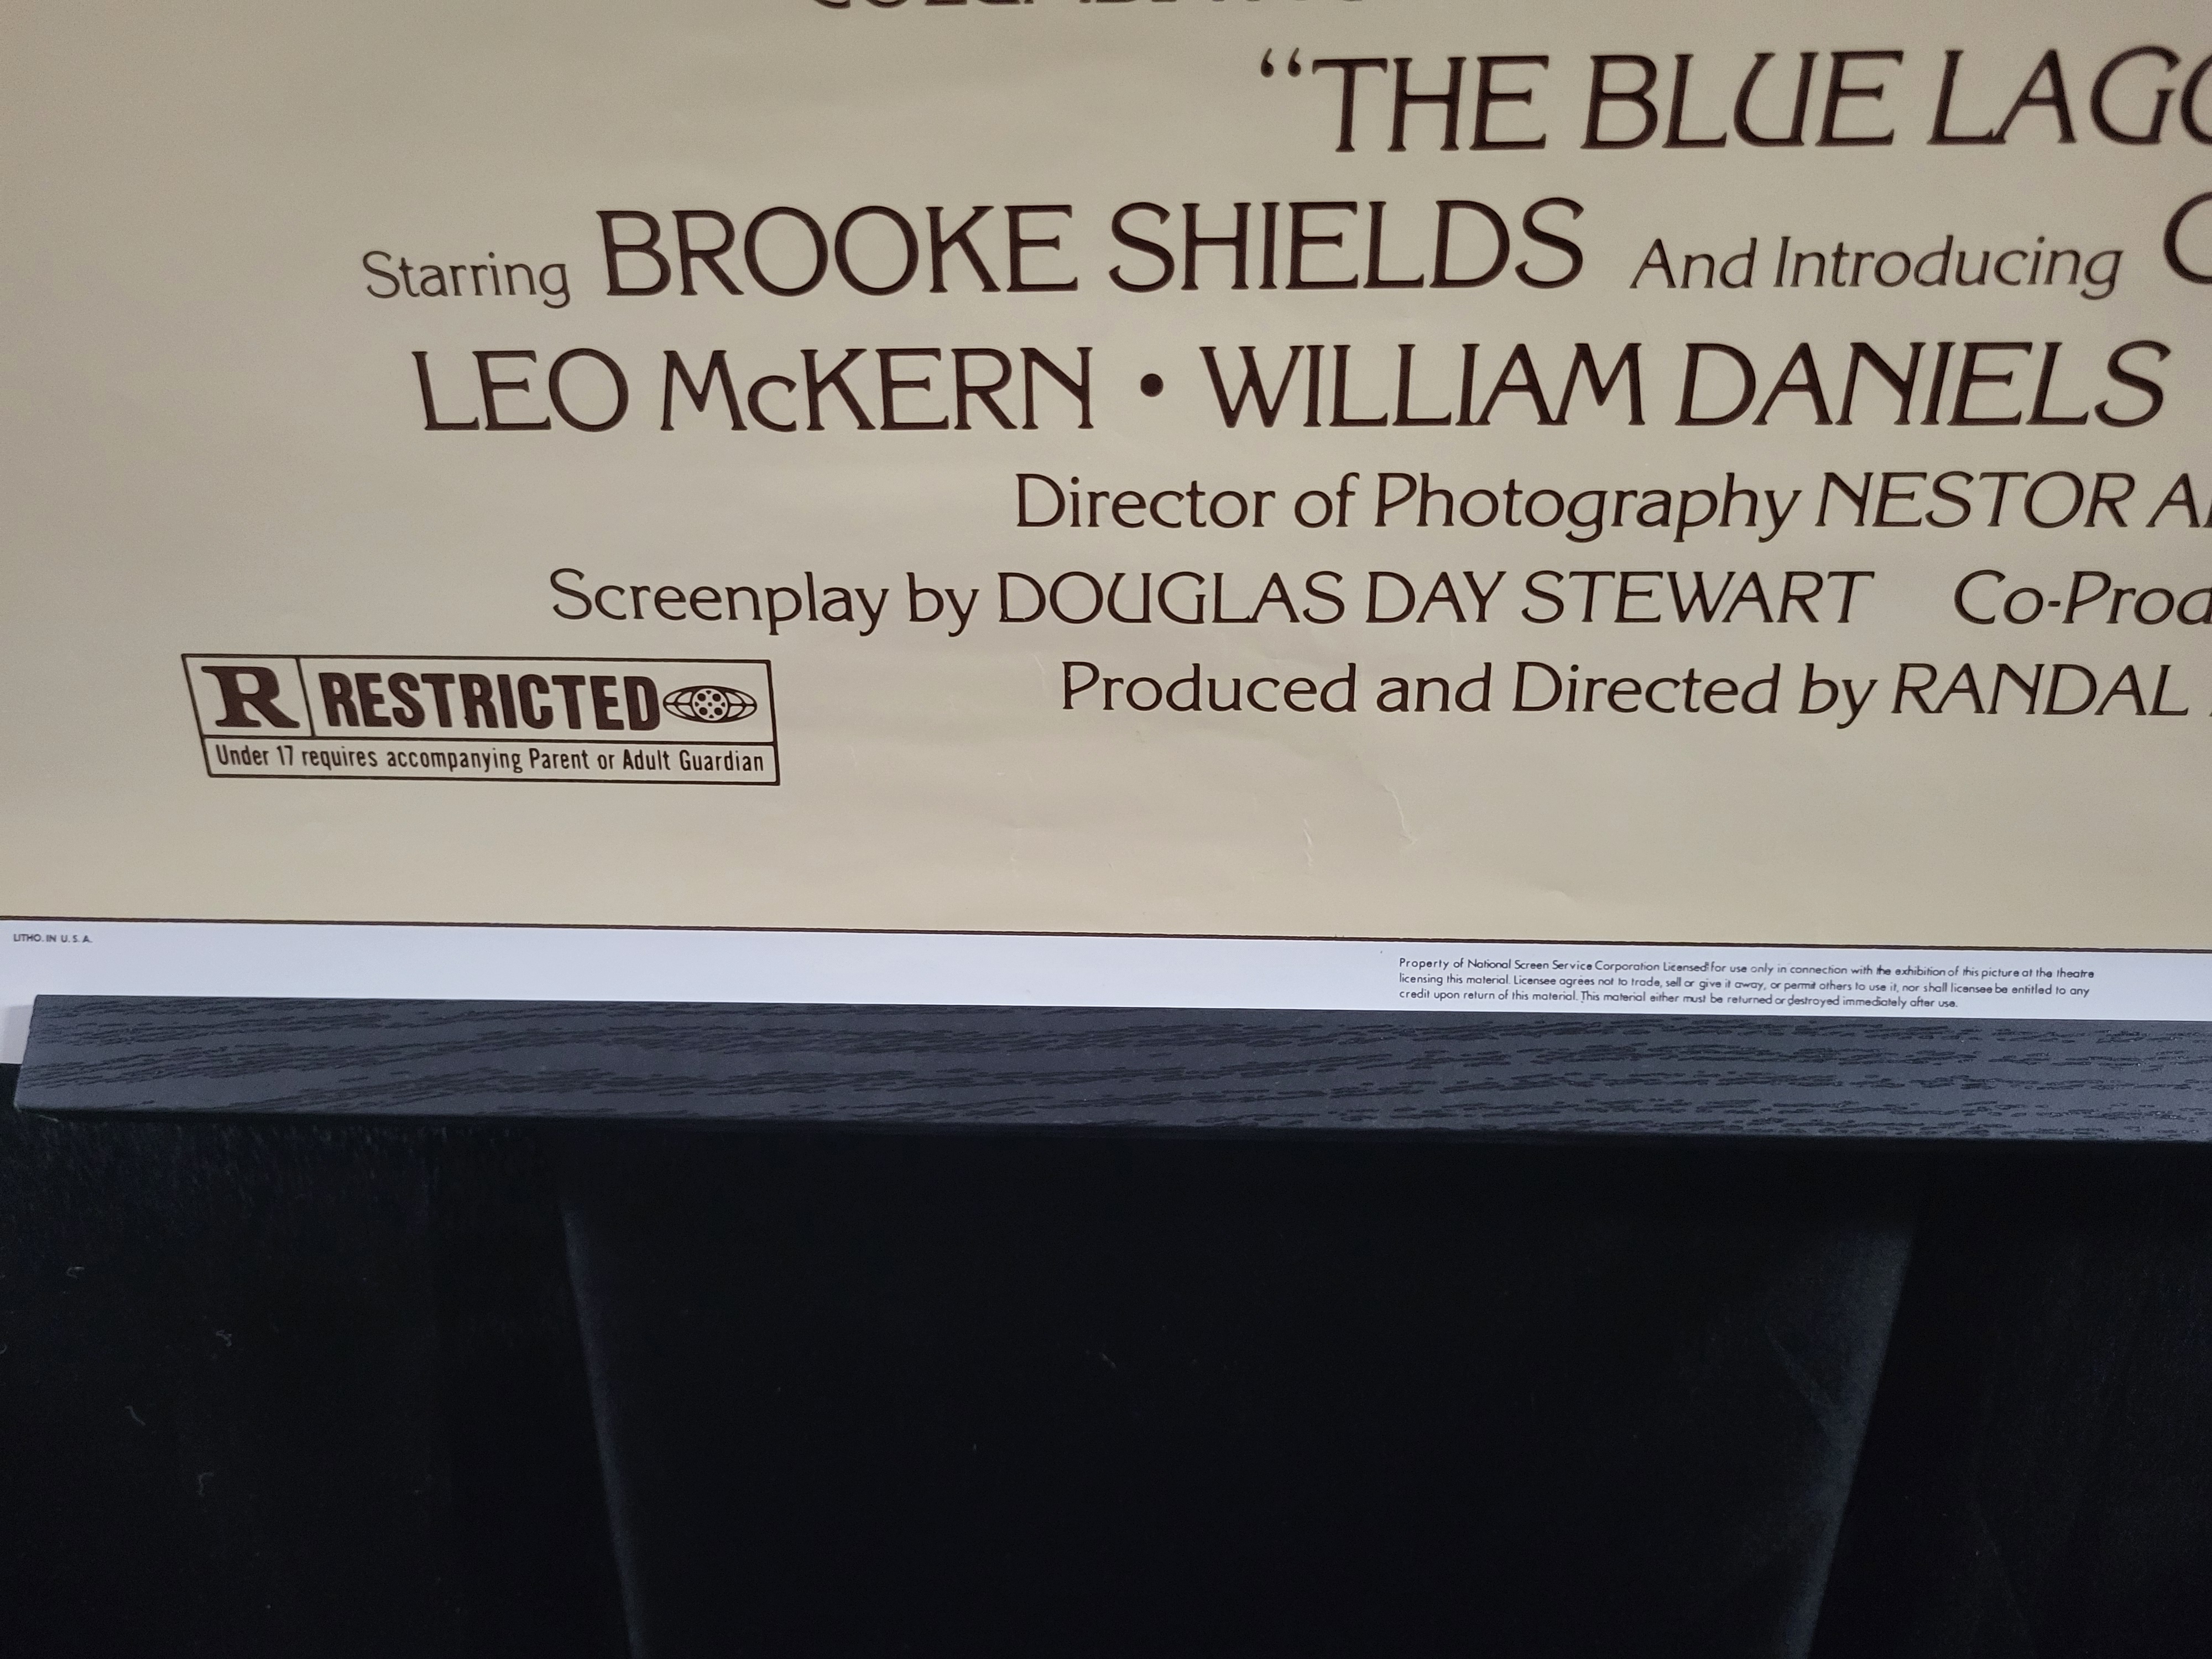 “THE BLUE LAGO
Starring BROOKE SHIELDS And Introducing C
LEO McKERN • WILLIAM DANIELS
Director of Photography NESTOR AL
Screenplay by DOUGLAS DAY STEWART Co-Prod
Produced and Directed by RANDAL
R RESTRICTED
Under 17 requires accompanying Parent or Adult Guardian
LITHO. IN U. S. A.
Property of National Screen Service Corporation Licensed for use only in connection with the exhibition of this picture at the theatre
licensing this material. Licensee agrees not to trade, sell or give it away, or permit others to use it, nor shall licensee be entitled to any
credit upon return of this material. This material either must be returned or destroyed immediately after use.